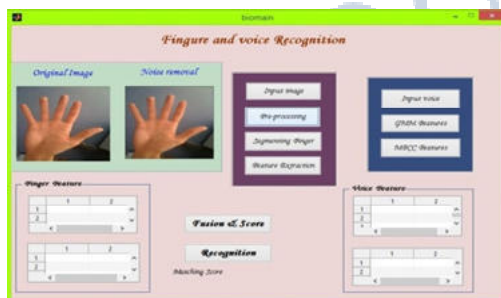 biomain
Fingure and voice Recognition
Original Image
Noise removal
Input image
Pre-processing
Segmenting Finger
Feature Extraction
Input voice
GMM Features
MFCC Features
Finger Feature
1 2
1
2
1 2
1
2
Fusion & Score
Recognition
Matching Score
Voice Feature
1 2
1
2
1 2
1
2